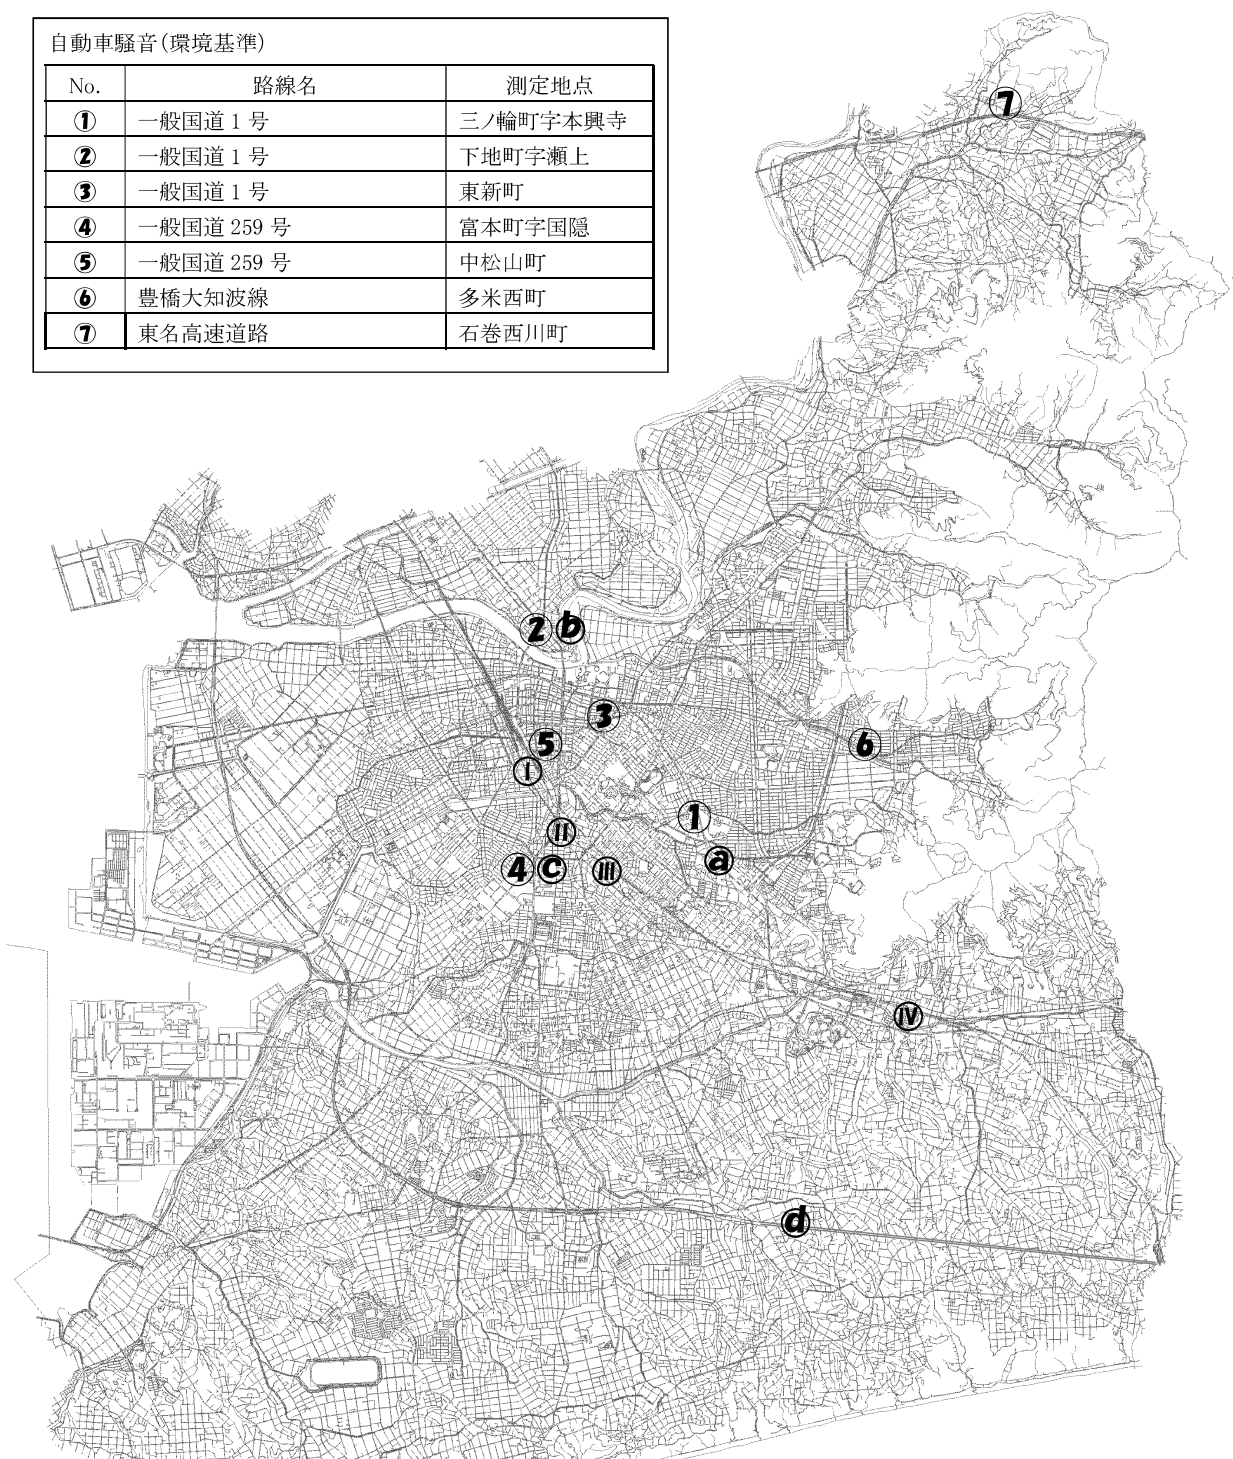 自動車騒音(環境基準)
No. 路線名 測定地点
① 一般国道1号 三ノ輪町字本興寺
② 一般国道1号 下地町字瀬上
③ 一般国道1号 東新町
④ 一般国道259号 富本町字国隠
⑤ 一般国道259号 中松山町
⑥ 豊橋大知波線 多米西町
⑦ 東名高速道路 石巻西川町
⑦
② ⓑ
③
⑤ ⑥
Ⅰ
①
Ⅱ
ⓐ
④ ⓒ Ⅲ
Ⅳ
ⓓ